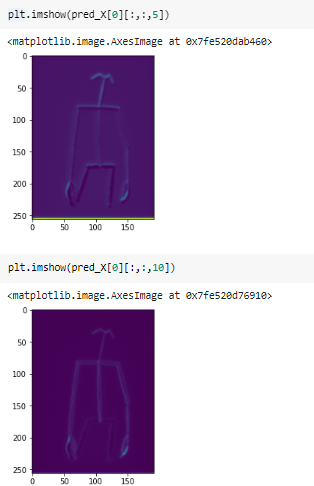 plt.imshow(pred_X[0][:,:,5])
<matplotlib.image.AxesImage at 0x7fe520dab460>
0
50
100
150
200
250
0 50 100 150
plt.imshow(pred_X[0][:,:,10])
<matplotlib.image.AxesImage at 0x7fe520d76910>
0
50
100
150
200
250
0 50 100 150